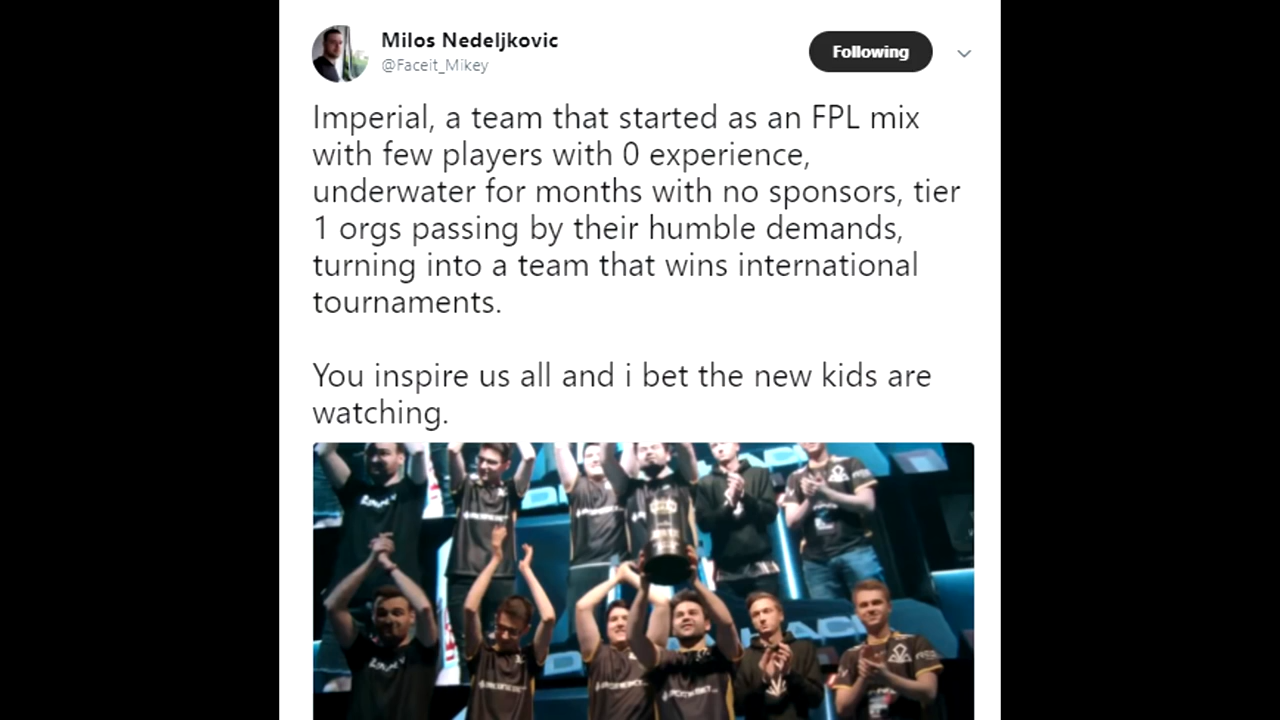 Milos Nedeljkovic
@Faceit_Mikey
Following
Imperial, a team that started as an FPL mix
with few players with 0 experience,
underwater for months with no sponsors, tier
1 orgs passing by their humble demands,
turning into a team that wins international
tournaments.
You inspire us all and i bet the new kids are
watching.